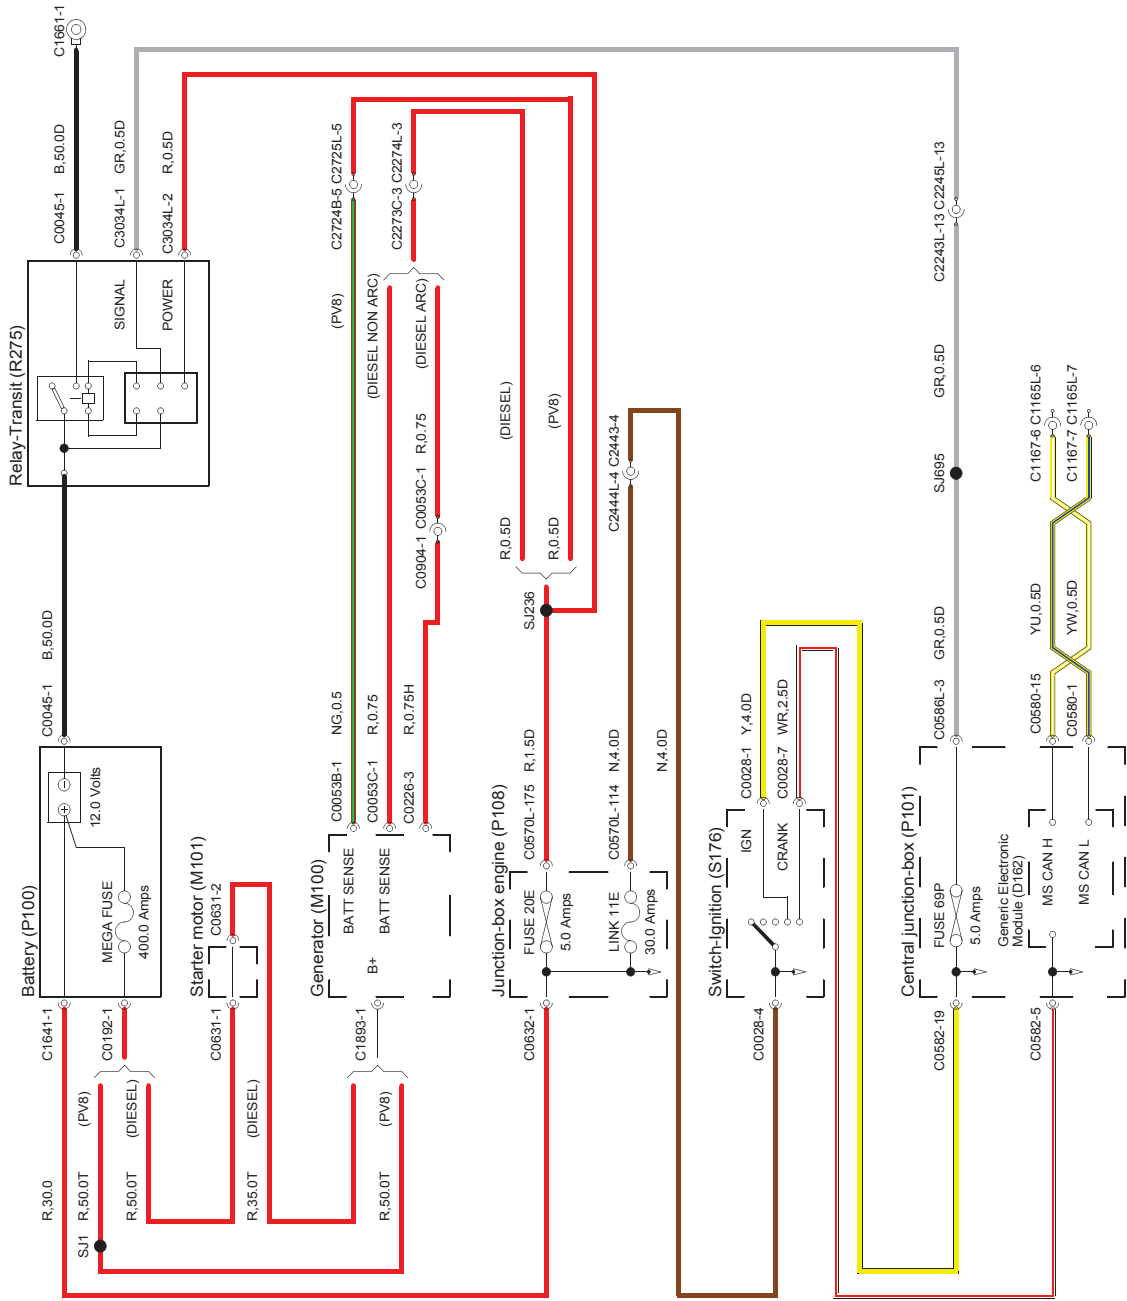 Relay-Transit (R275)
SIGNAL
POWER
C0045-1
B,50.0D
C1661-1
C3034L-1
GR,0.5D
C3034L-2
R,0.5D
B,50.0D
C0045-1
Battery (P100)
12.0 Volts
MEGA FUSE
400.0 Amps
C1641-1
C0192-1
R,30.0
SJ1
R,50.0T
(PV8)
R,50.0T
(DIESEL)
Starter motor (M101)
C0631-2
C0631-1
R,35.0T
(DIESEL)
Generator (M100)
BATT SENSE
BATT SENSE
B+
C1893-1
R,50.0T
(PV8)
C0053B-1
NG,0.5
(PV8)
C2724B-5
C2725L-5
C0053C-1
R,0.75
(DIESEL NON ARC)
C2273C-3
C2274L-3
C0226-3
R,0.75H
C0904-1
C0053C-1
R,0.75
(DIESEL ARC)
Junction-box engine (P108)
FUSE 20E
5.0 Amps
LINK 11E
30.0 Amps
C0632-1
C0570L-175
R,1.5D
SJ236
R,0.5D
(DIESEL)
R,0.5D
(PV8)
C0570L-114
N,4.0D
C2444L-4
C2443-4
N,4.0D
Switch-Ignition (S176)
IGN
CRANK
C0028-4
C0028-1
Y,4.0D
C0028-7
WR,2.5D
Central junction-box (P101)
FUSE 69P
5.0 Amps
Generic Electronic
Module (D162)
MS CAN H
MS CAN L
C0582-19
C0582-5
C0586L-3
GR,0.5D
SJ695
GR,0.5D
C2243L-13
C2245L-13
C0580-15
YU,0.5D
C1167-6
C1165L-6
C0580-1
YW,0.5D
C1167-7
C1165L-7